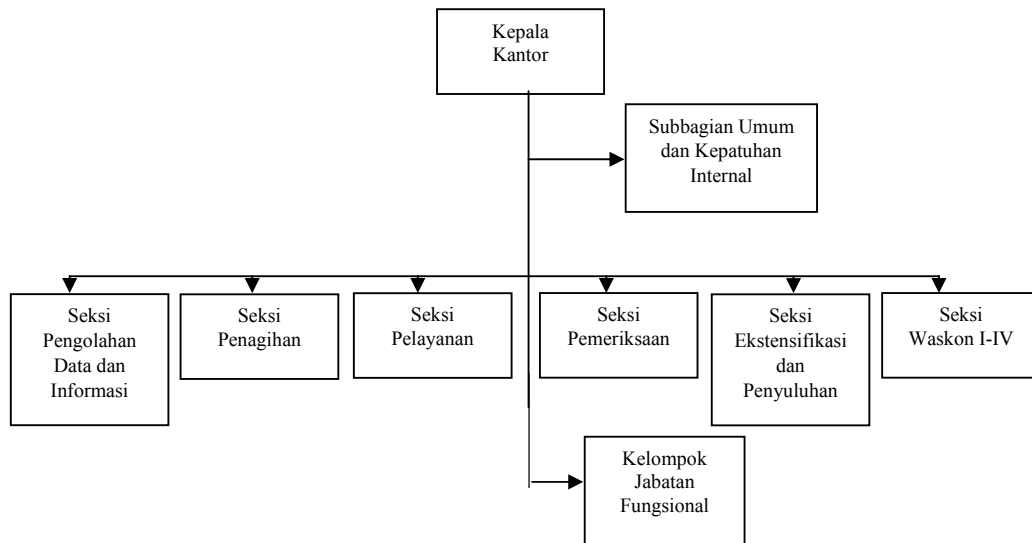 Kepala
Kantor
Subbagian Umum
dan Kepatuhan
Internal
Seksi
Pengolahan
Data dan
Informasi
Seksi
Penagihan
Seksi
Pelayanan
Seksi
Pemeriksaan
Seksi
Ekstensifikasi
dan
Penyuluhan
Seksi
Waskon I-IV
Kelompok
Jabatan
Fungsional